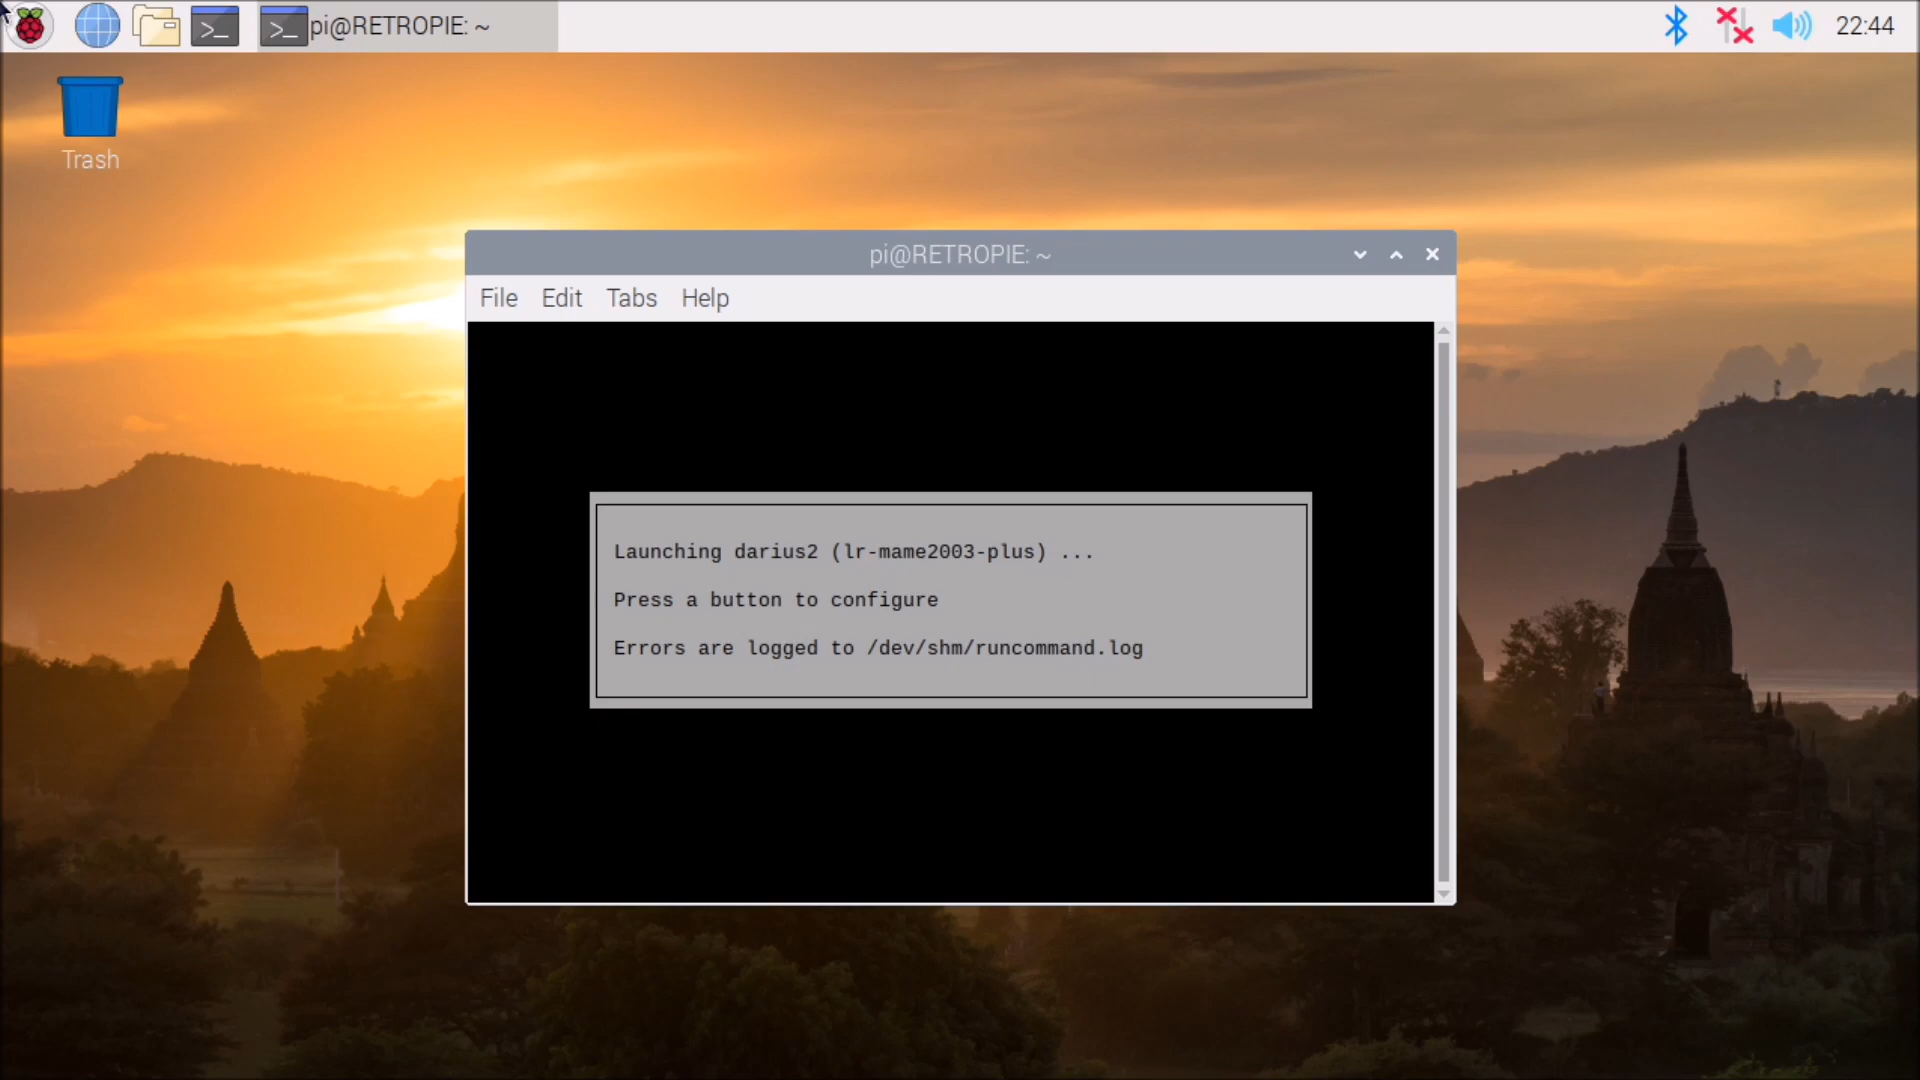 pi@RETROPIE: ~
22:44
Trash
pi@RETROPIE: ~
File Edit Tabs Help
Launching darius2 (lr-mame2003-plus) ...
Press a button to configure
Errors are logged to /dev/shm/runcommand.log